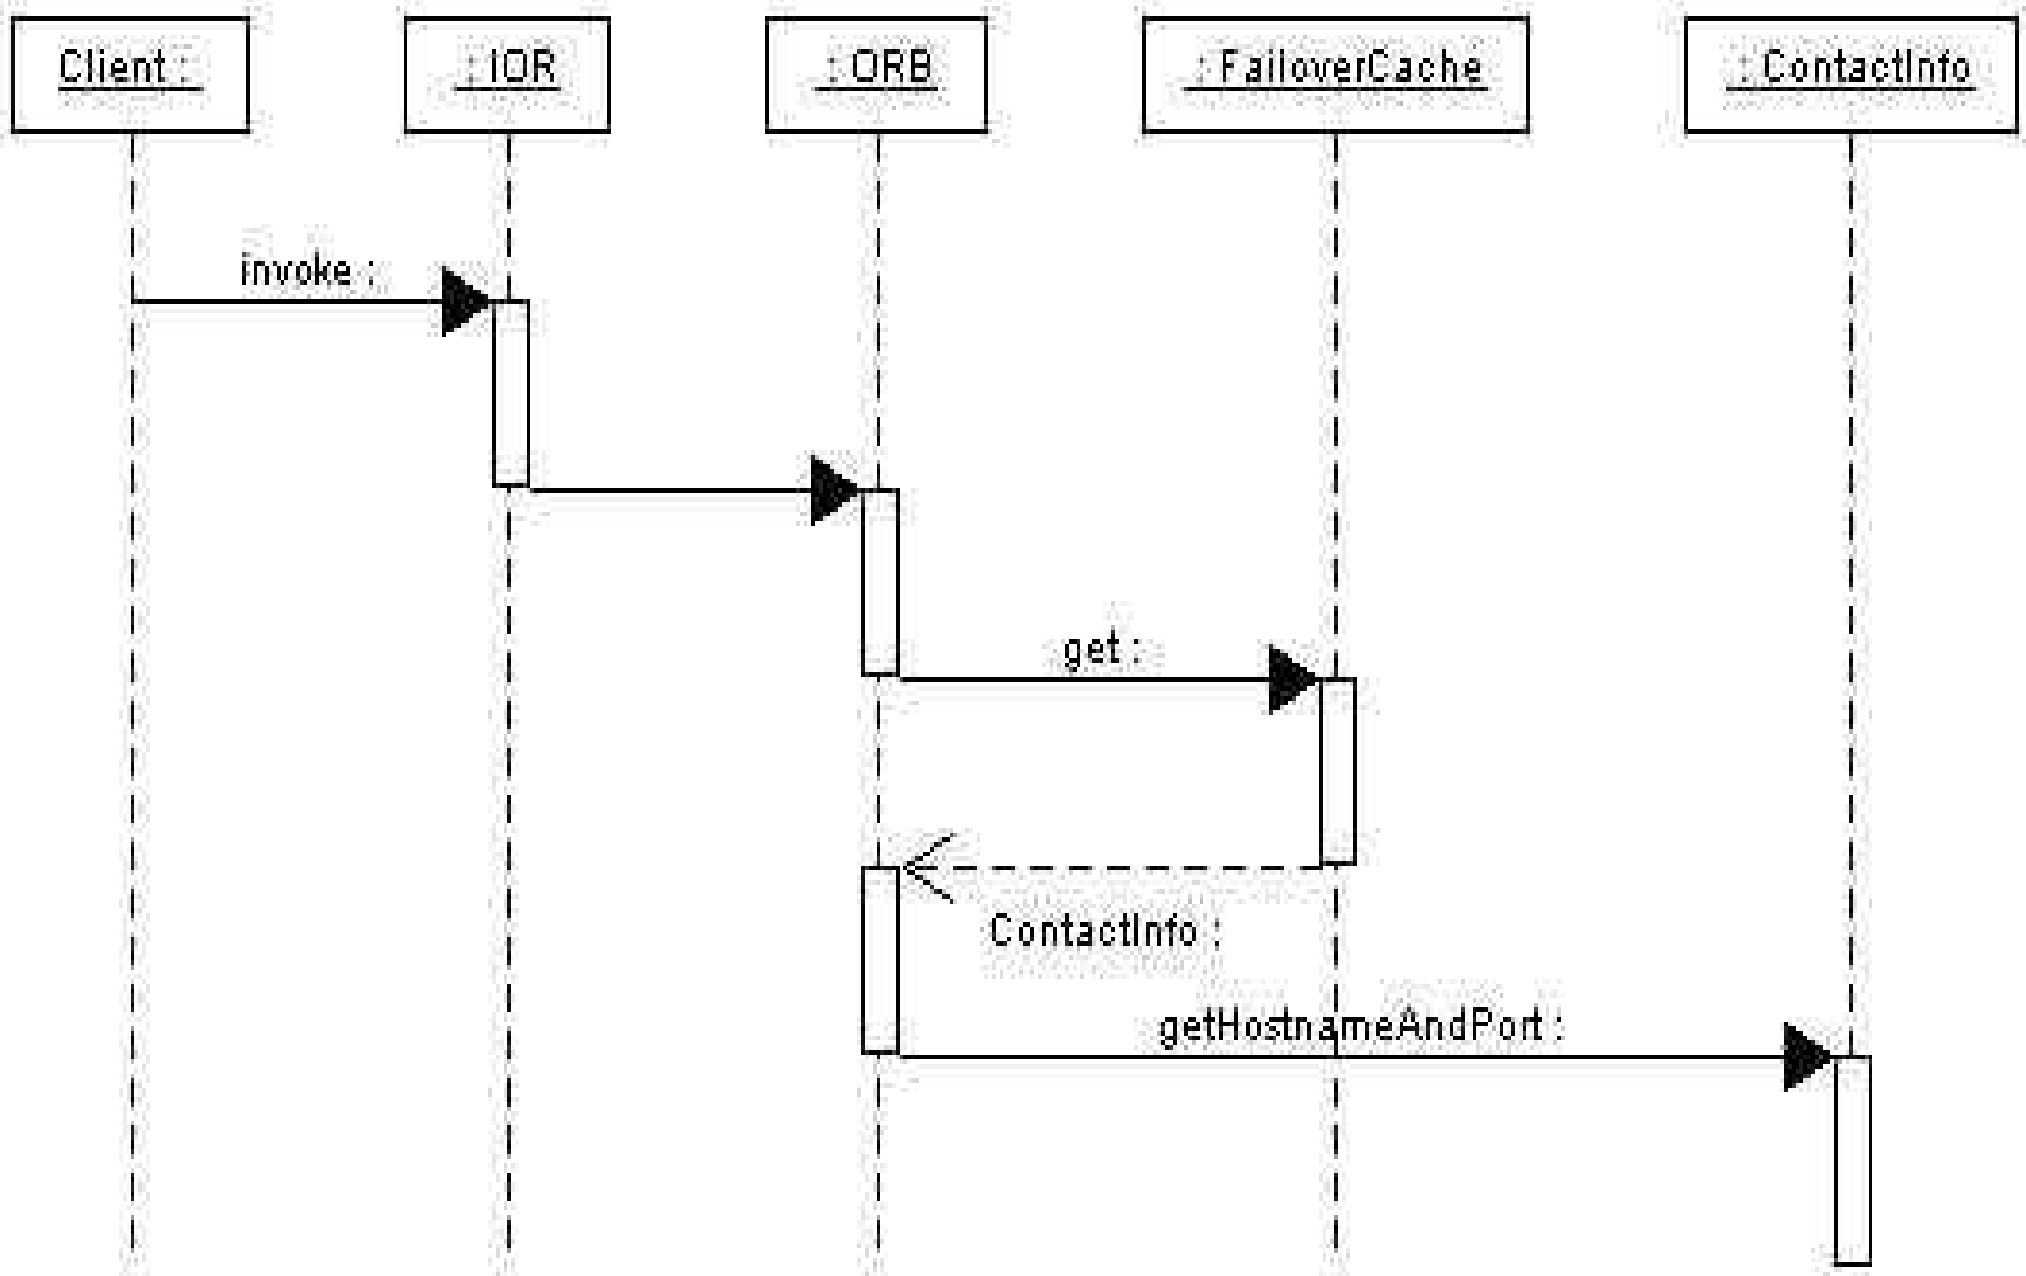 Client :
: IOR
: ORB
: FailoverCache
: ContactInfo
invoke :
get :
ContactInfo :
getHostnameAndPort :